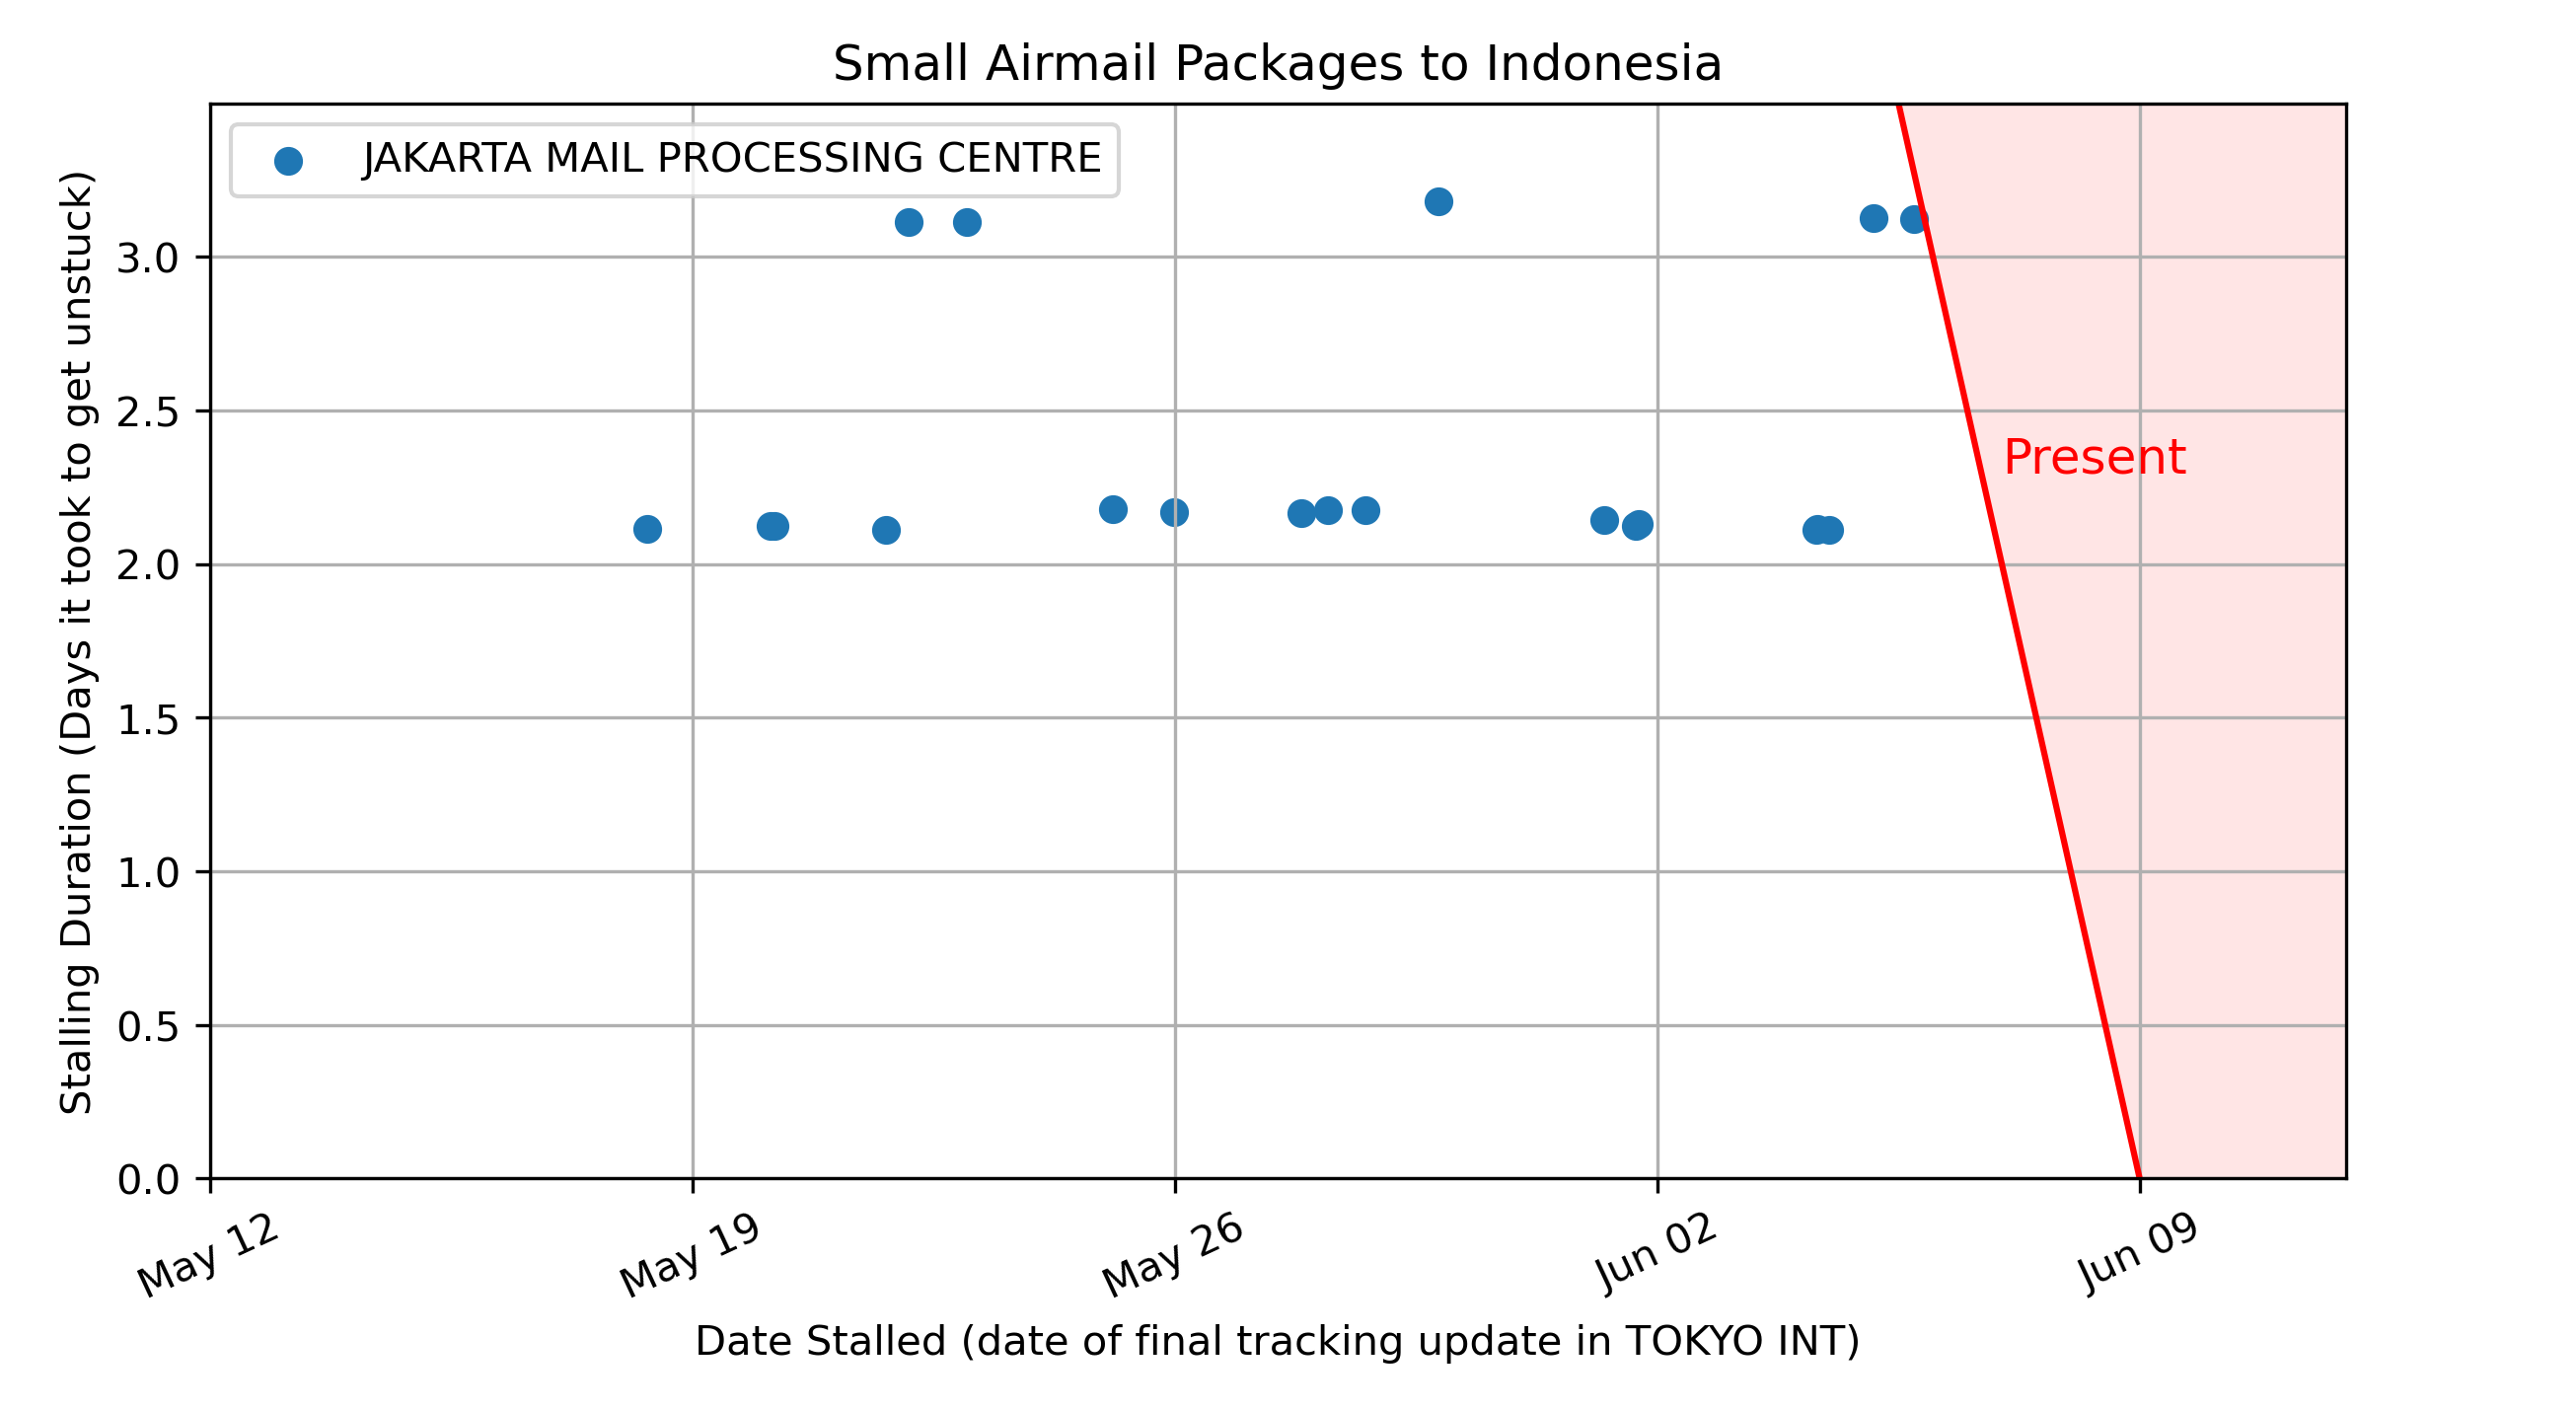 Small Airmail Packages to Indonesia
JAKARTA MAIL PROCESSING CENTRE
Stalling Duration (Days it took to get unstuck)
3.0
2.5
2.0
1.5
1.0
0.5
0.0
Present
May 12
May 19
May 26
Jun 02
Jun 09
Date Stalled (date of final tracking update in TOKYO INT)